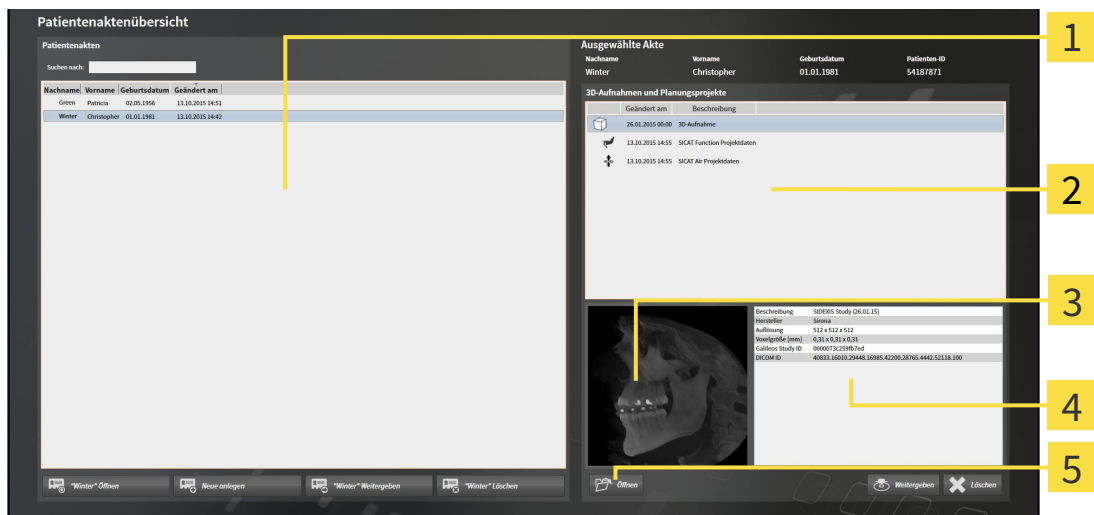 Patientenaktenübersicht
Patientenakten
Suchen nach:
Nachname Vorname Geburtsdatum Geändert am
Green Patricia 02.05.1956 13.10.2015 14:51
Winter Christopher 01.01.1981 13.10.2015 14:42
"Winter" Öffnen
Neue anlegen
"Winter" Weitergeben
"Winter" Löschen
Ausgewählte Akte
Nachname Vorname Geburtsdatum Patienten-ID
Winter Christopher 01.01.1981 54187871
3D-Aufnahmen und Planungsprojekte
Geändert am Beschreibung
26.01.2015 00:00 3D-Aufnahme
13.10.2015 14:55 SICAT Function Projektdaten
13.10.2015 14:55 SICAT Air Projektdaten
Beschreibung SIDEXIS Study (26.01.15)
Hersteller Sirona
Auflösung 512 x 512 x 512
Voxelgröße [mm] 0,31 x 0,31 x 0,31
Galileos Study ID 0000073c259fb7ed
DICOM ID 40833.16010.29448.16985.42200.28765.4442.52118.100
Öffnen
Weitergeben
Löschen
1
2
3
4
5